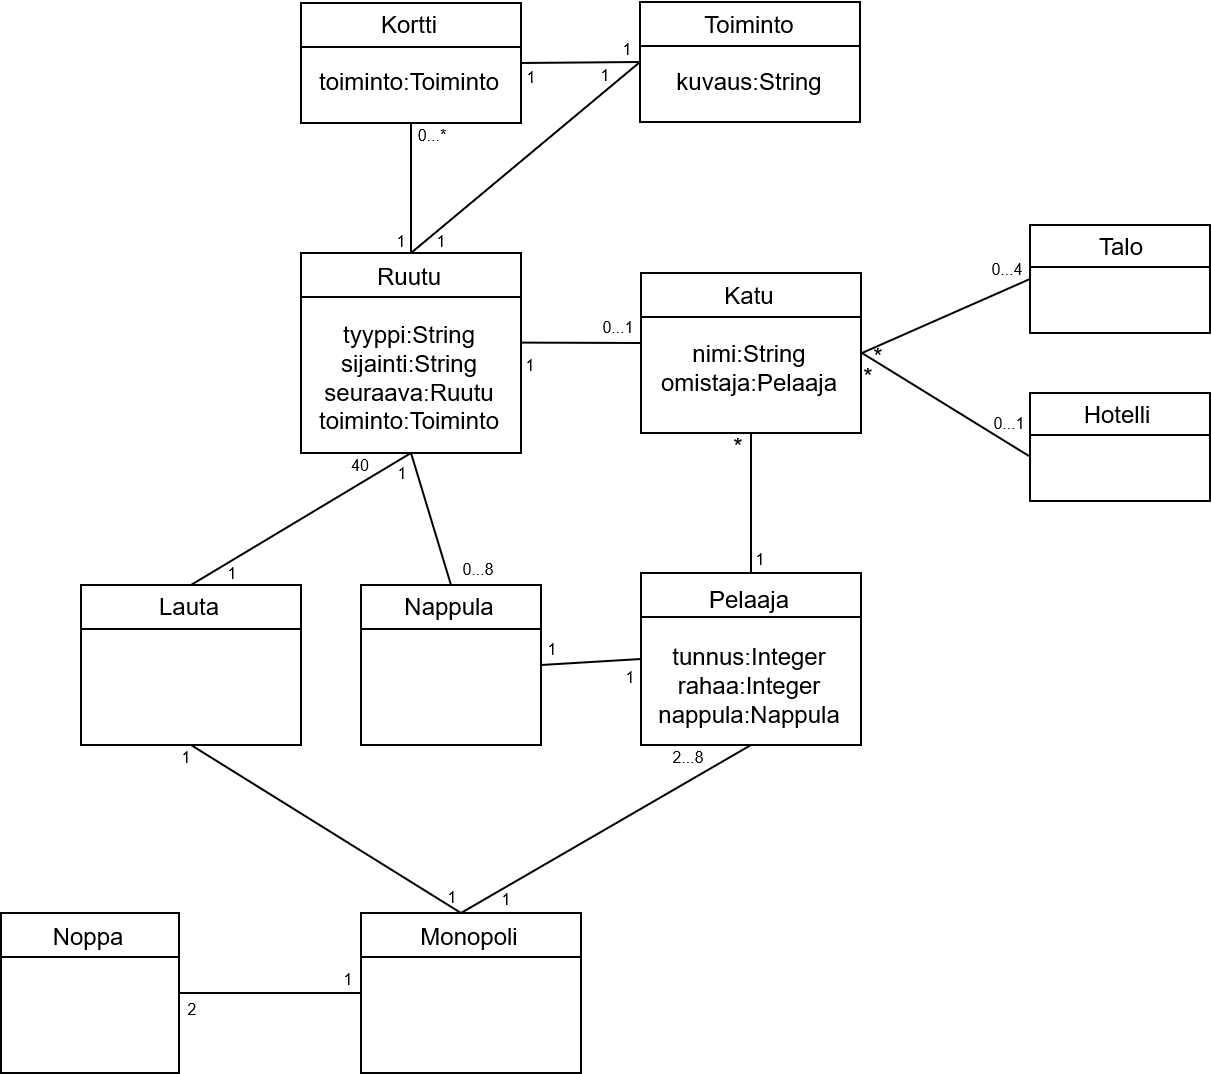 Kortti
toiminto:Toiminto
Toiminto
kuvaus:String
1
1
1
0...*
1
1
Ruutu
tyyppi:String
sijainti:String
seuraava:Ruutu
toiminto:Toiminto
0...1
1
Katu
nimi:String
omistaja:Pelaaja
*
*
0...4
Talo
0...1
Hotelli
*
1
40
1
1
0...8
Lauta
Nappula
1
1
Pelaaja
tunnus:Integer
rahaa:Integer
nappula:Nappula
1
2...8
1
1
Noppa
2
1
Monopoli